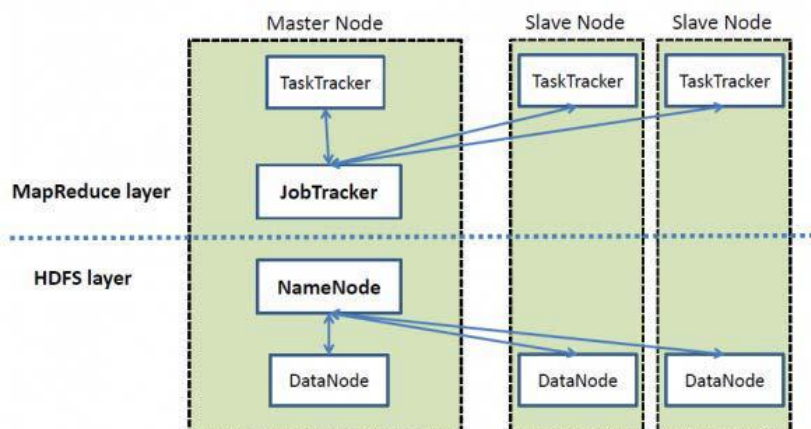 Master Node
Slave Node
Slave Node
TaskTracker
TaskTracker
TaskTracker
MapReduce layer
JobTracker
HDFS layer
NameNode
DataNode
DataNode
DataNode